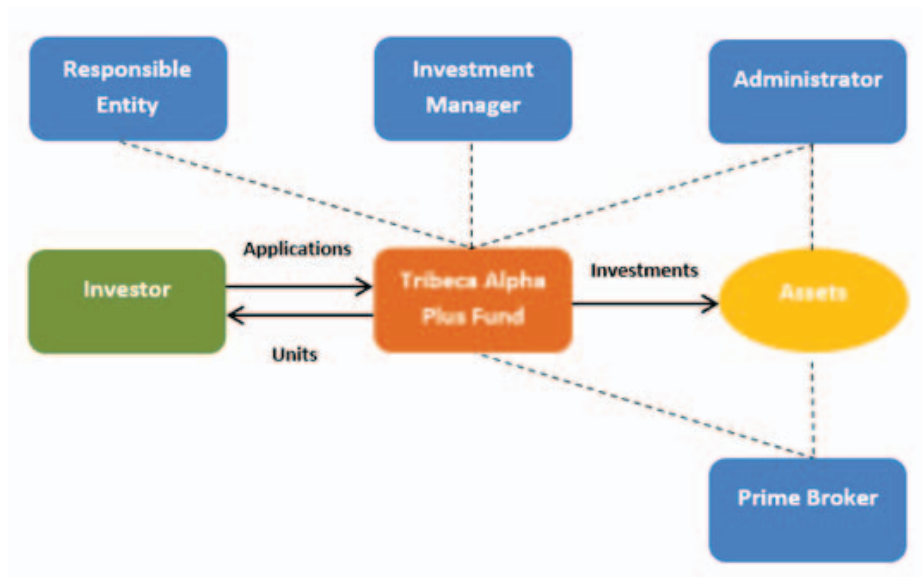 Responsible
Entity
Investment
Manager
Administrator
Applications
Investor
Units
Tribeca Alpha
Plus Fund
Investments
Assets
Prime Broker